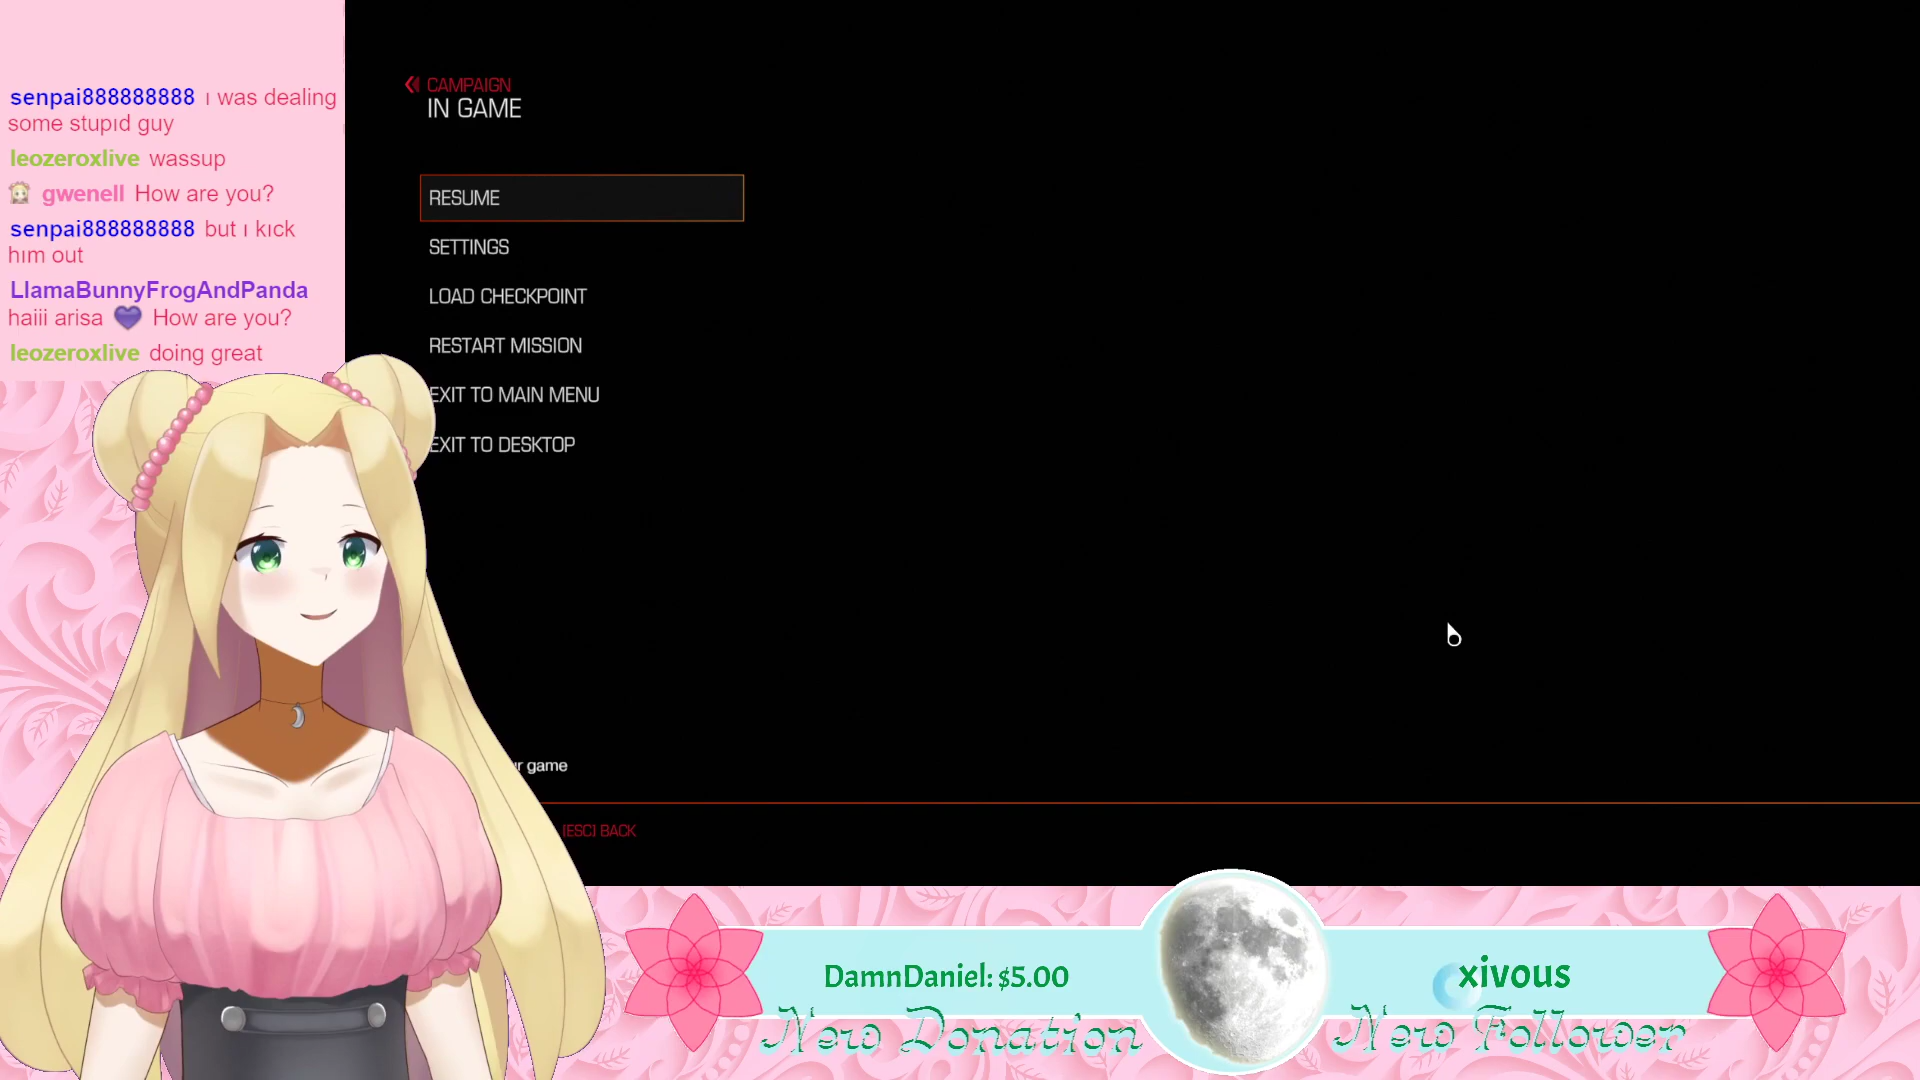 senpai888888888 ı was dealing
some stupıd guy
leozeroxlive wassup
gwenell How are you?
senpai888888888 but ı kıck
hım out
LlamaBunnyFrogAndPanda
haiii arisa 💜 How are you?
leozeroxlive doing great
CAMPAIGN
IN GAME
RESUME
SETTINGS
LOAD CHECKPOINT
RESTART MISSION
EXIT TO MAIN MENU
EXIT TO DESKTOP
game
[ESC] BACK
DamnDaniel: $5.00
New Donation
xivous
New Follower